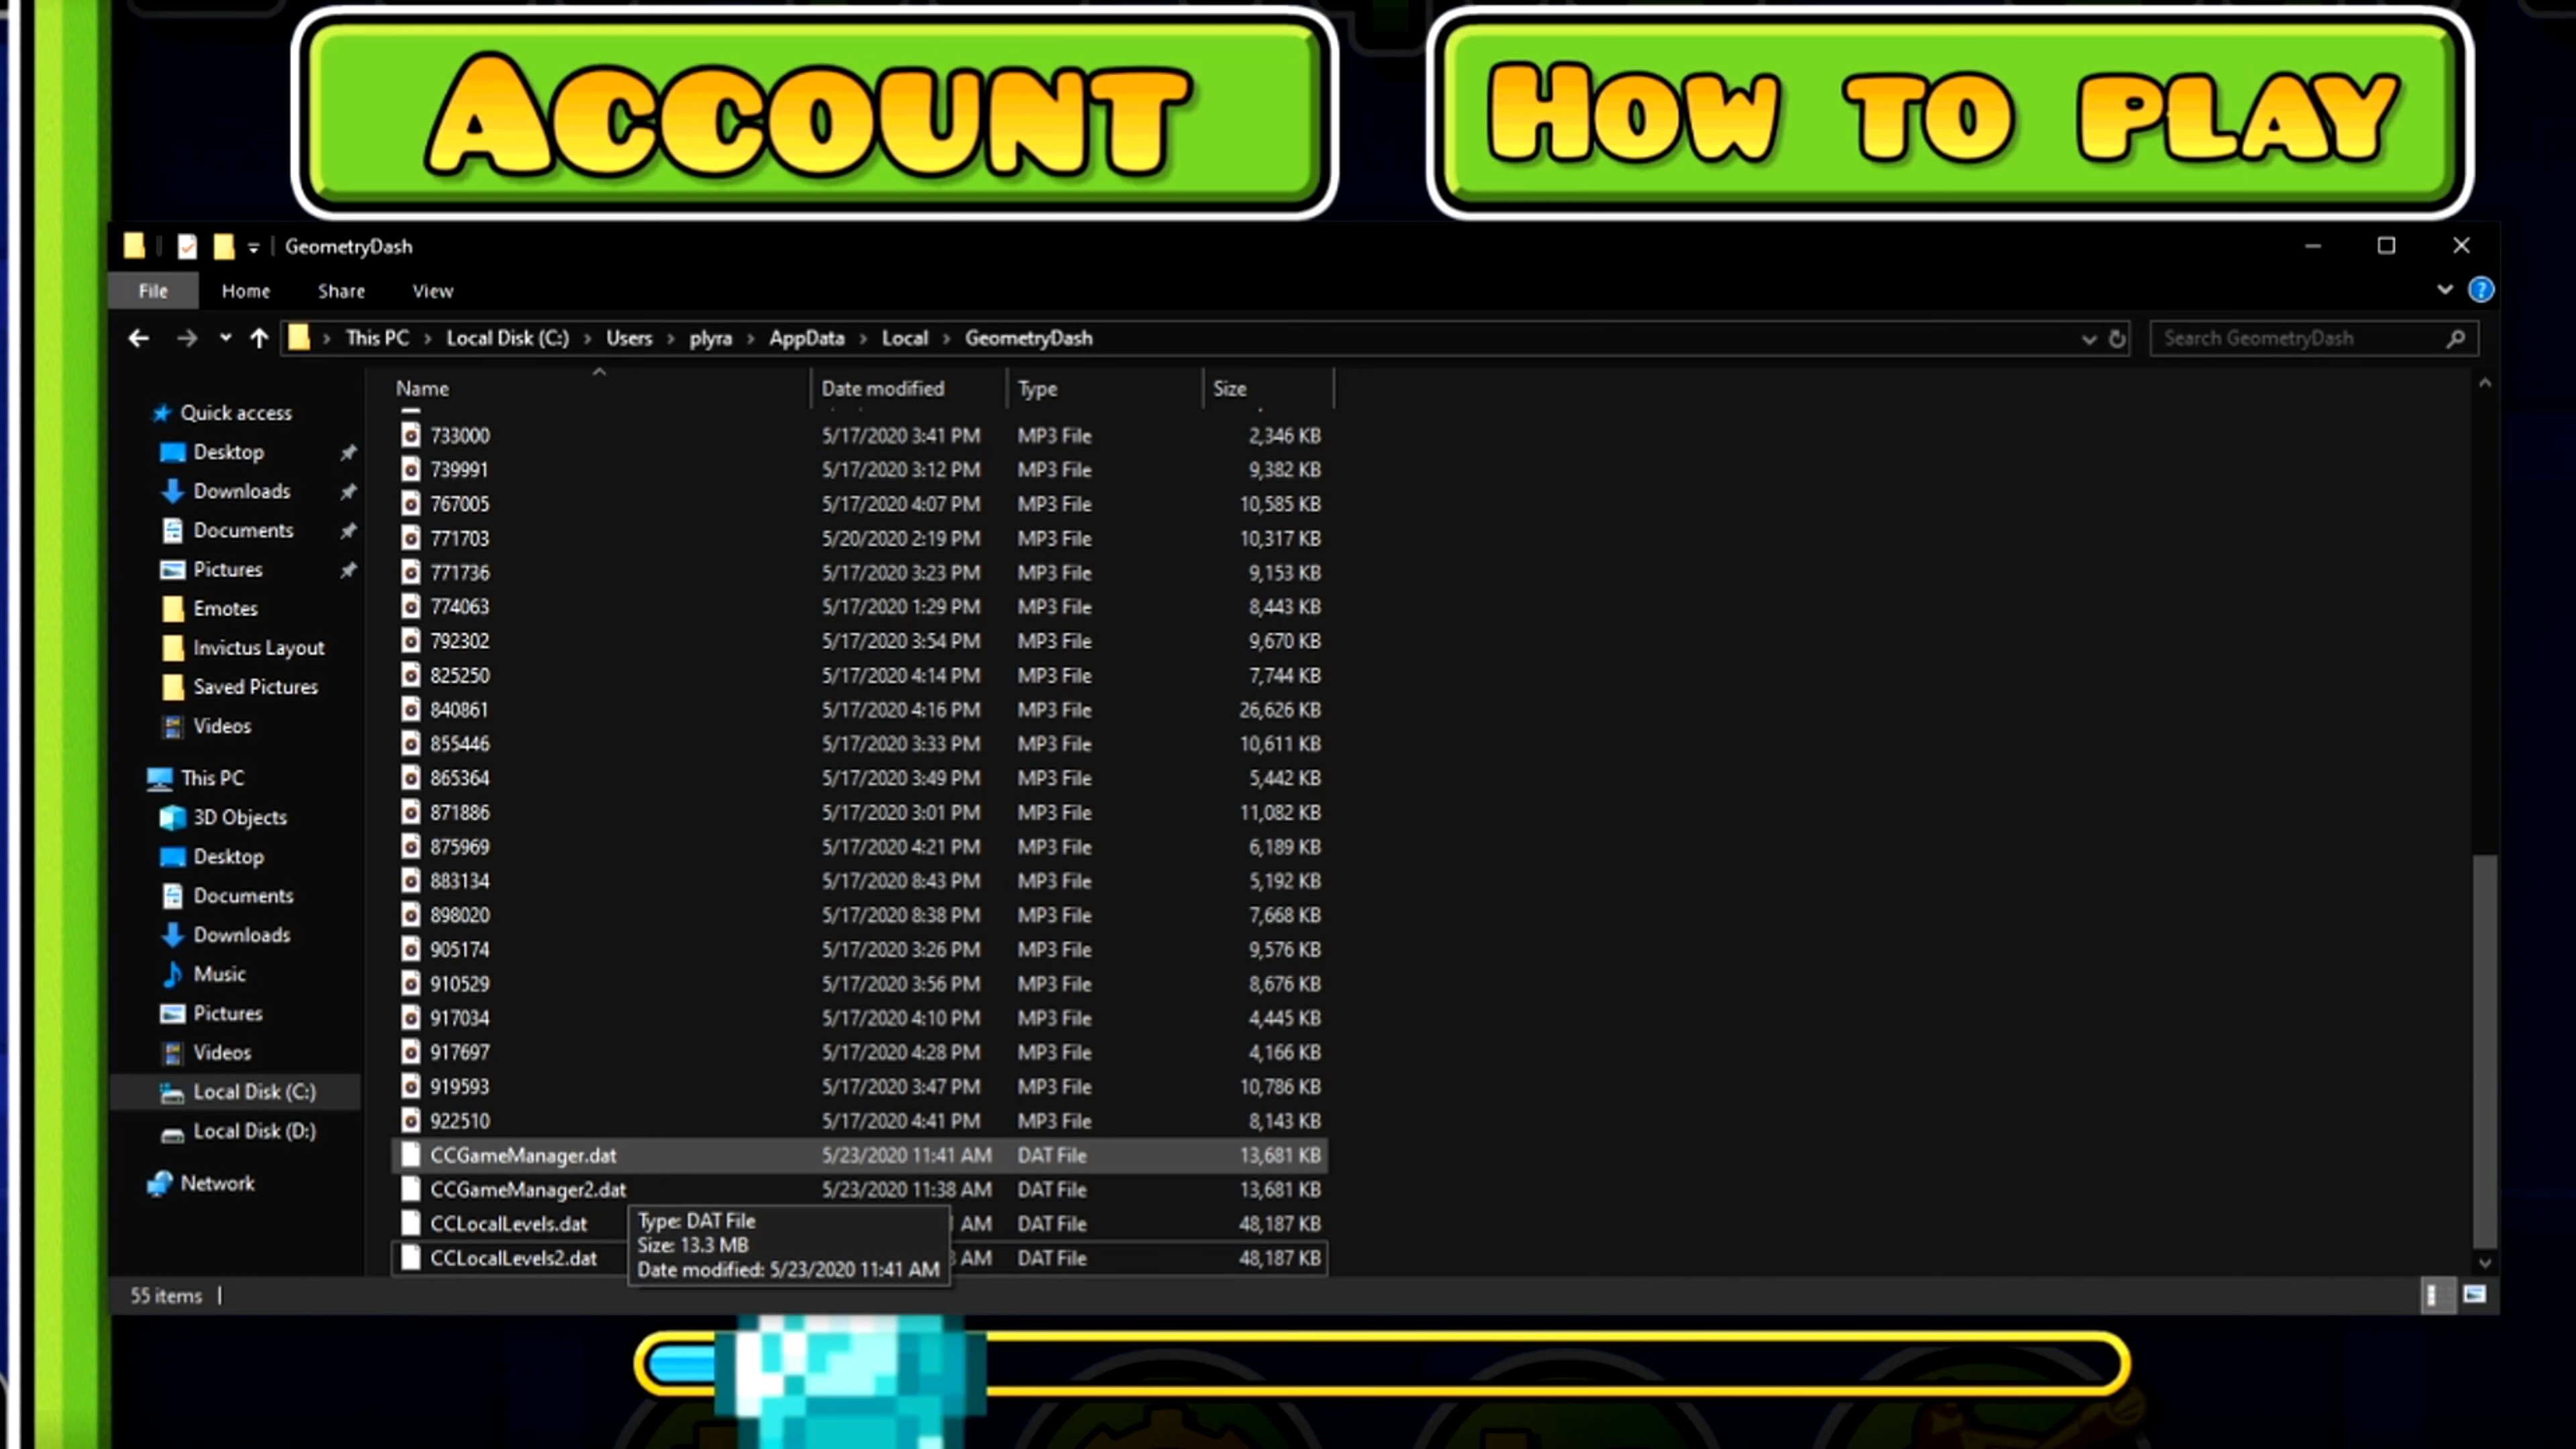 ACCOUNT
HOW TO PLAY
GeometryDash
File Home Share View
This PC › Local Disk (C:) › Users › plyra › AppData › Local › GeometryDash
Search GeometryDash
Quick access
Desktop
Downloads
Documents
Pictures
Emotes
Invictus Layout
Saved Pictures
Videos
This PC
3D Objects
Desktop
Documents
Downloads
Music
Pictures
Videos
Local Disk (C:)
Local Disk (D:)
Network
Name Date modified Type Size
733000 5/17/2020 3:41 PM MP3 File 2,346 KB
739991 5/17/2020 3:12 PM MP3 File 9,382 KB
767005 5/17/2020 4:07 PM MP3 File 10,585 KB
771703 5/20/2020 2:19 PM MP3 File 10,317 KB
771736 5/17/2020 3:23 PM MP3 File 9,153 KB
774063 5/17/2020 1:29 PM MP3 File 8,443 KB
792302 5/17/2020 3:54 PM MP3 File 9,670 KB
825250 5/17/2020 4:14 PM MP3 File 7,744 KB
840861 5/17/2020 4:16 PM MP3 File 26,626 KB
855446 5/17/2020 3:33 PM MP3 File 10,611 KB
865364 5/17/2020 3:49 PM MP3 File 5,442 KB
871886 5/17/2020 3:01 PM MP3 File 11,082 KB
875969 5/17/2020 4:21 PM MP3 File 6,189 KB
883134 5/17/2020 8:43 PM MP3 File 5,192 KB
898020 5/17/2020 8:38 PM MP3 File 7,668 KB
905174 5/17/2020 3:26 PM MP3 File 9,576 KB
910529 5/17/2020 3:56 PM MP3 File 8,676 KB
917034 5/17/2020 4:10 PM MP3 File 4,445 KB
917697 5/17/2020 4:28 PM MP3 File 4,166 KB
919593 5/17/2020 3:47 PM MP3 File 10,786 KB
922510 5/17/2020 4:41 PM MP3 File 8,143 KB
CCGameManager.dat 5/23/2020 11:41 AM DAT File 13,681 KB
CCGameManager2.dat 5/23/2020 11:38 AM DAT File 13,681 KB
CCLocalLevels.dat AM DAT File 48,187 KB
CCLocalLevels2.dat AM DAT File 48,187 KB
Type: DAT File
Size: 13.3 MB
Date modified: 5/23/2020 11:41 AM
55 items